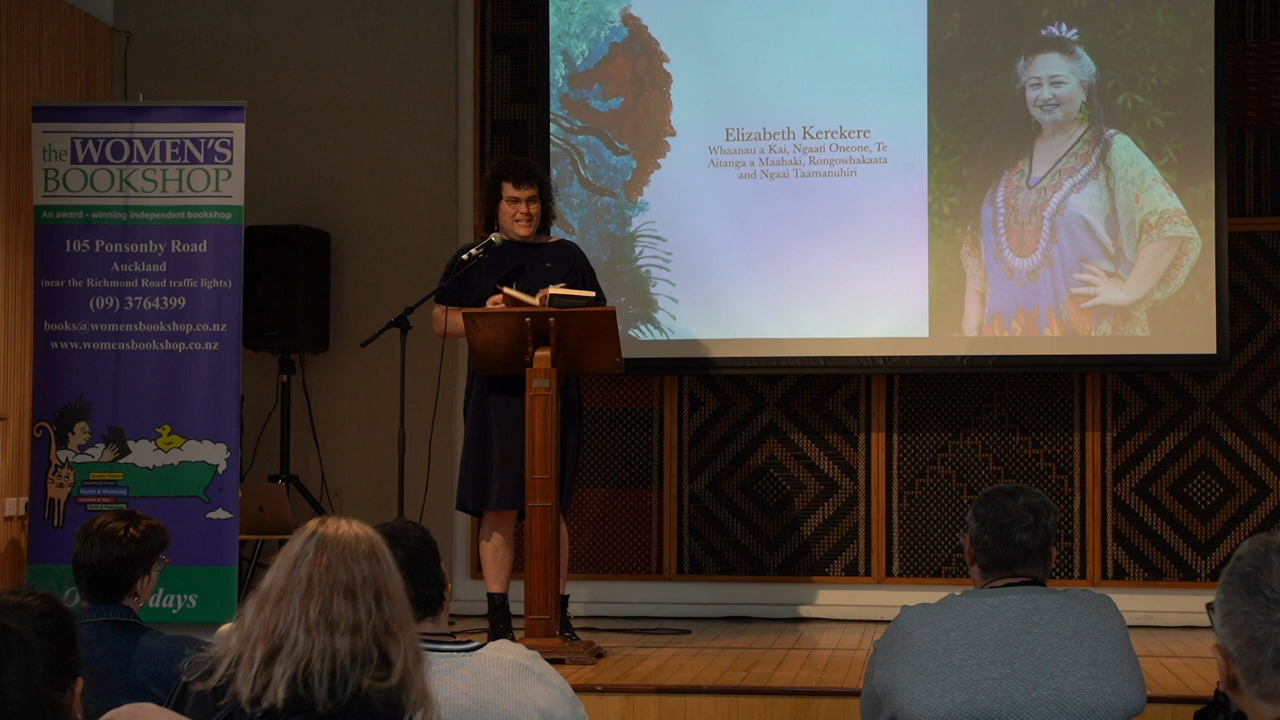 the WOMEN'S
BOOKSHOP
An award - winning independent bookshop
105 Ponsonby Road
Auckland
(near the Richmond Road traffic lights)
(09) 3764399
books@womensbookshop.co.nz
www.womensbookshop.co.nz
days
Elizabeth Kerekere
Whaanau a Kai, Ngaati Oneone, Te
Aitanga a Maahaki, Rongowhakaata
and Ngaai Taamanuhiri